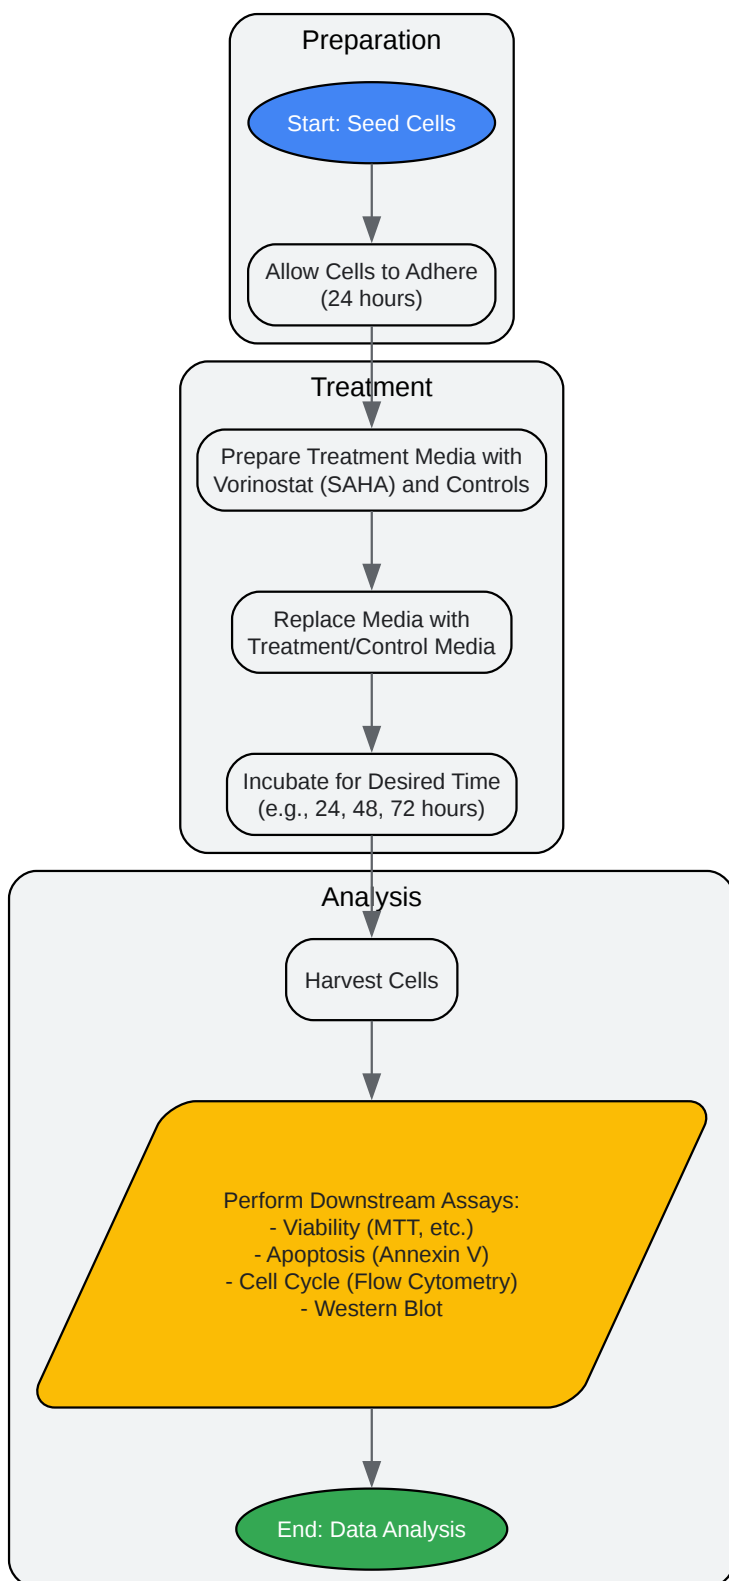 Preparation
Start: Seed Cells
Allow Cells to Adhere
(24 hours)
Treatment
Prepare Treatment Media with
Vorinostat (SAHA) and Controls
Replace Media with
Treatment/Control Media
Incubate for Desired Time
(e.g., 24, 48, 72 hours)
Analysis
Harvest Cells
Perform Downstream Assays:
- Viability (MTT, etc.)
- Apoptosis (Annexin V)
- Cell Cycle (Flow Cytometry)
- Western Blot
End: Data Analysis